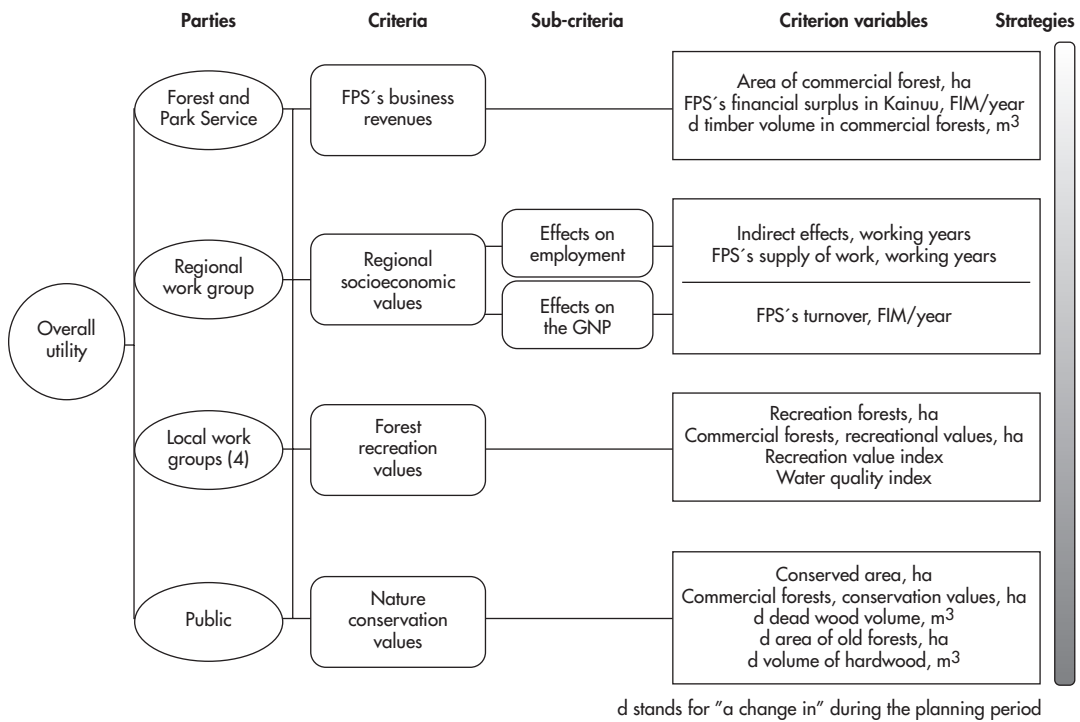 Parties Criteria Sub-criteria Criterion variables Strategies
Forest and
Park Service
FPS´s business
revenues
Area of commercial forest, ha
FPS´s financial surplus in Kainuu, FIM/year
d timber volume in commercial forests, m³
Overall
utility
Regional
work group
Regional
socioeconomic
values
Effects on
employment
Indirect effects, working years
FPS´s supply of work, working years
Effects on
the GNP
FPS´s turnover, FIM/year
Local work
groups (4)
Forest
recreation
values
Recreation forests, ha
Commercial forests, recreational values, ha
Recreation value index
Water quality index
Public
Nature
conservation
values
Conserved area, ha
Commercial forests, conservation values, ha
d dead wood volume, m³
d area of old forests, ha
d volume of hardwood, m³
d stands for ”a change in” during the planning period